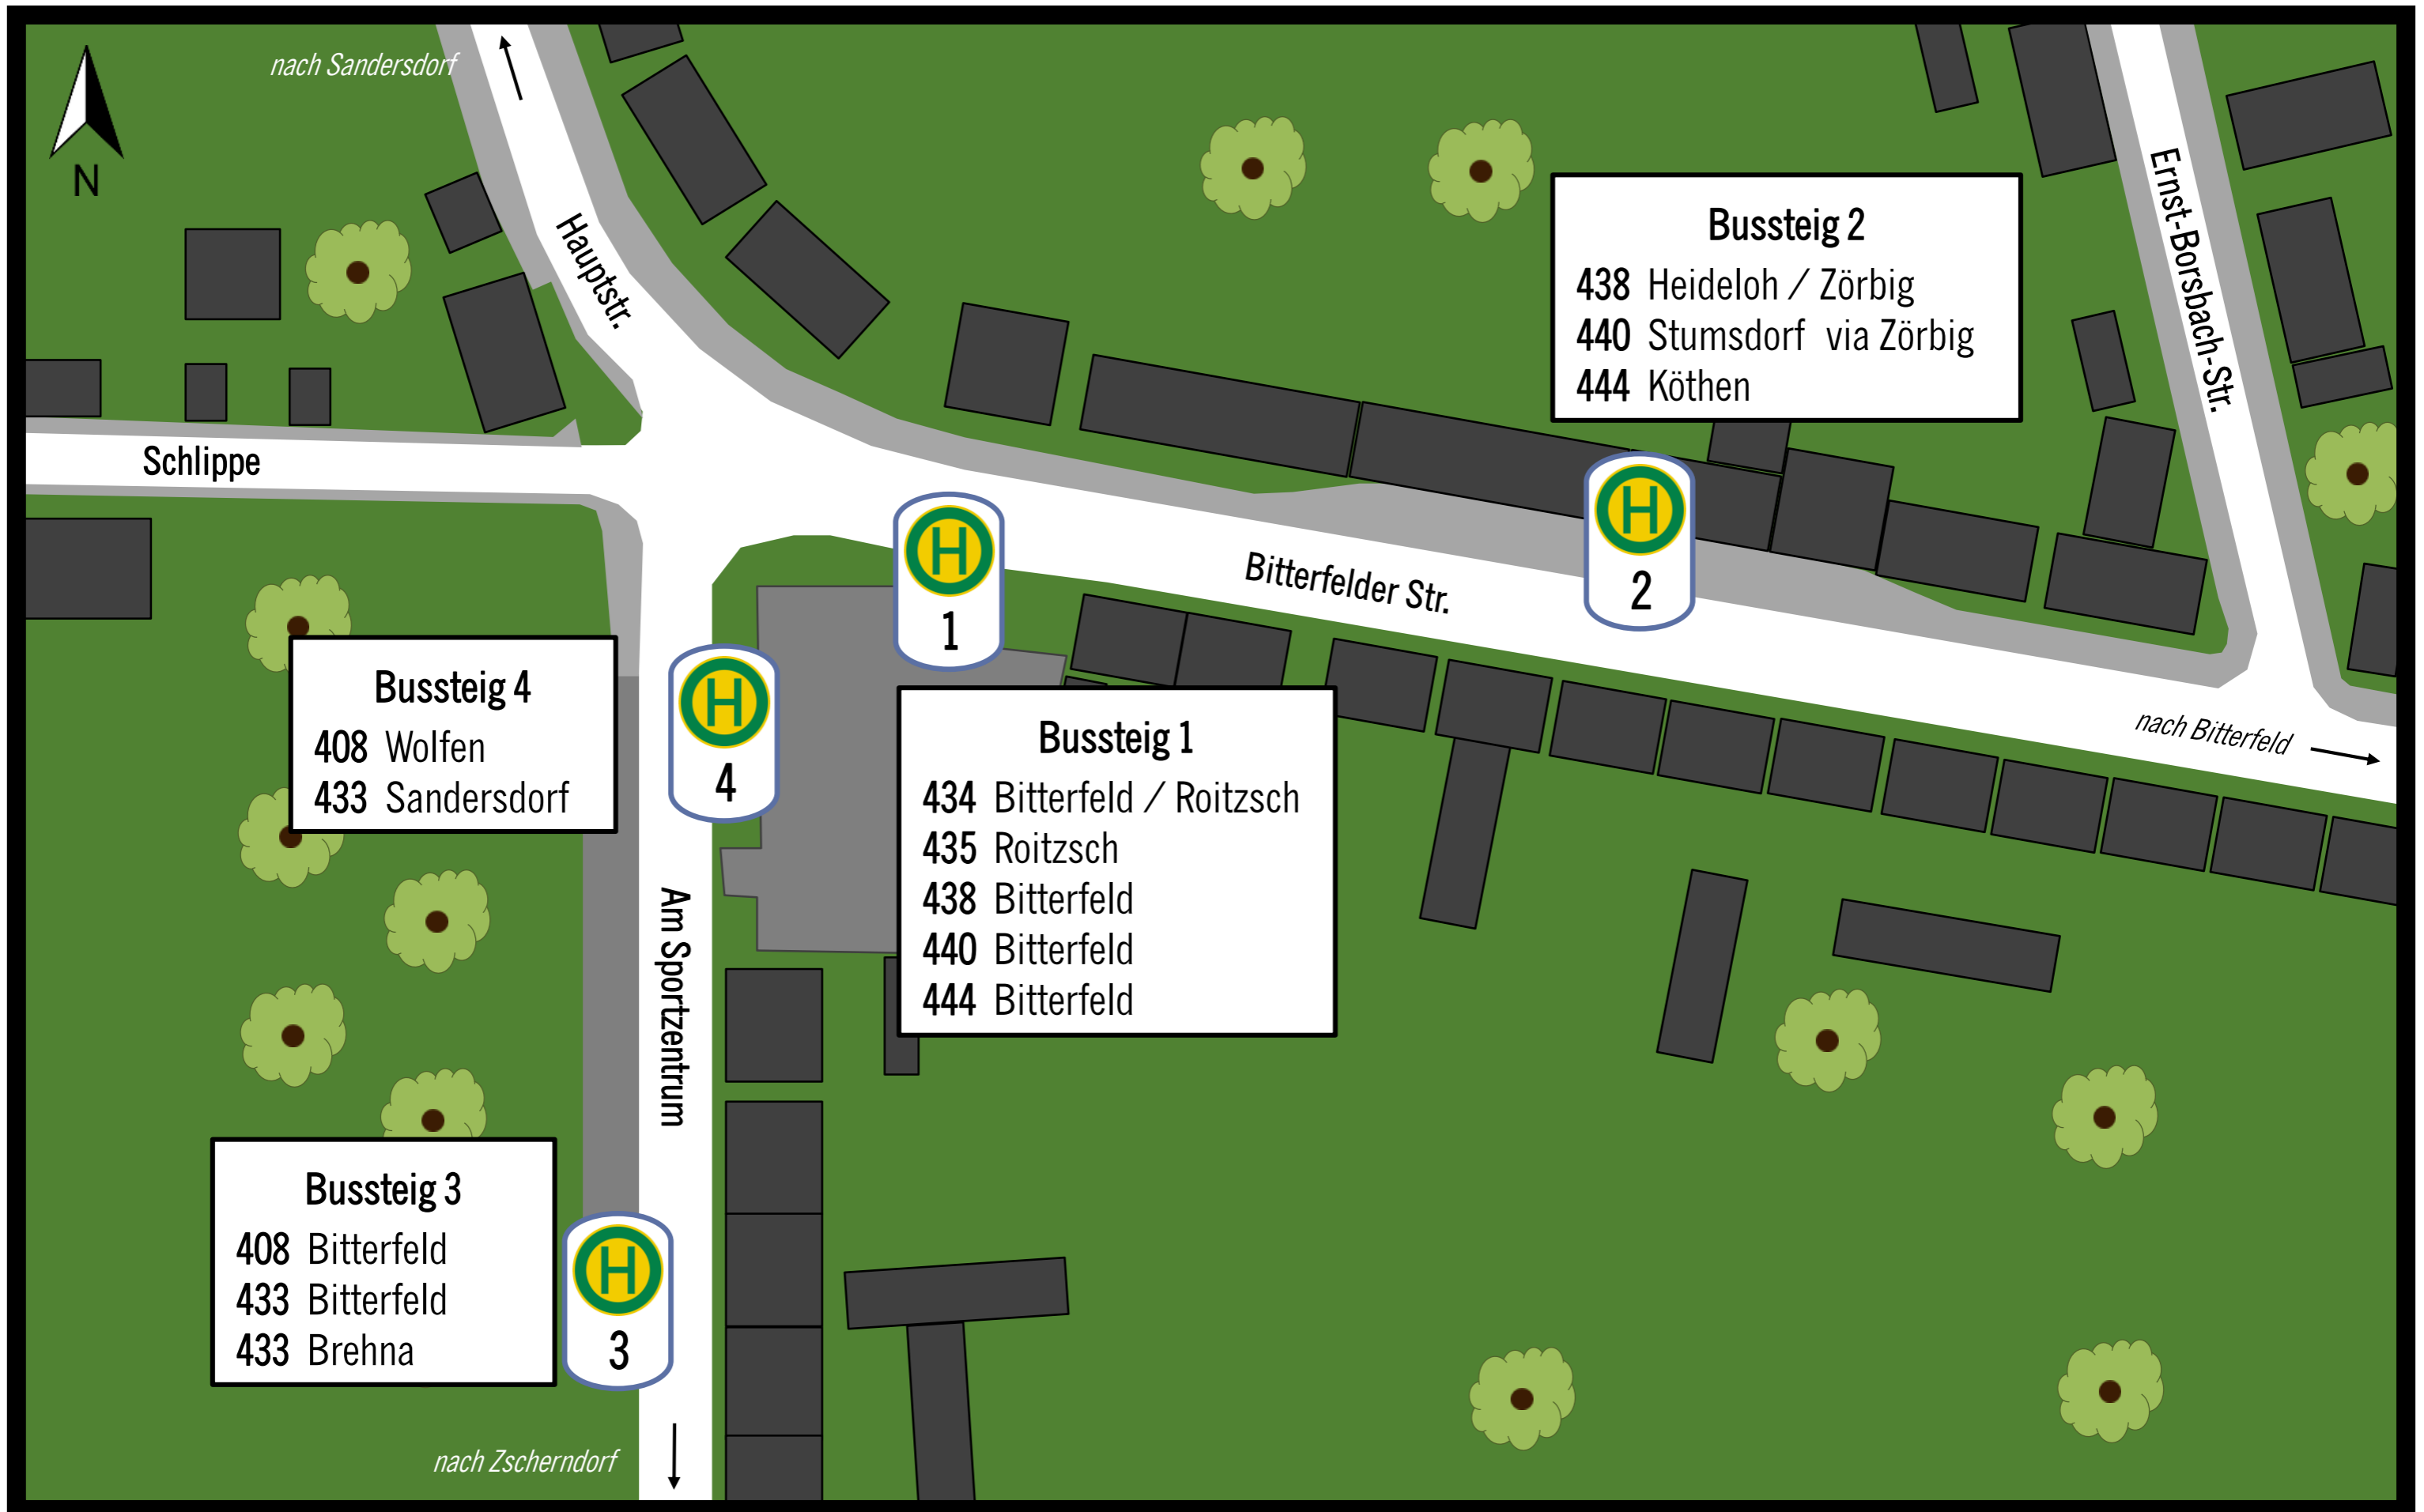 nach Sandersdorf
N
Hauptstr.
Schlippe
Ernst-Borsbach-Str.
Bussteig 2
438 Heideloh / Zörbig
440 Stumsdorf via Zörbig
444 Köthen
H
2
H
1
Bitterfelder Str.
nach Bitterfeld
Bussteig 4
408 Wolfen
433 Sandersdorf
H
4
Bussteig 1
434 Bitterfeld / Roitzsch
435 Roitzsch
438 Bitterfeld
440 Bitterfeld
444 Bitterfeld
Am Sportzentrum
Bussteig 3
408 Bitterfeld
433 Bitterfeld
433 Brehna
H
3
nach Zscherndorf